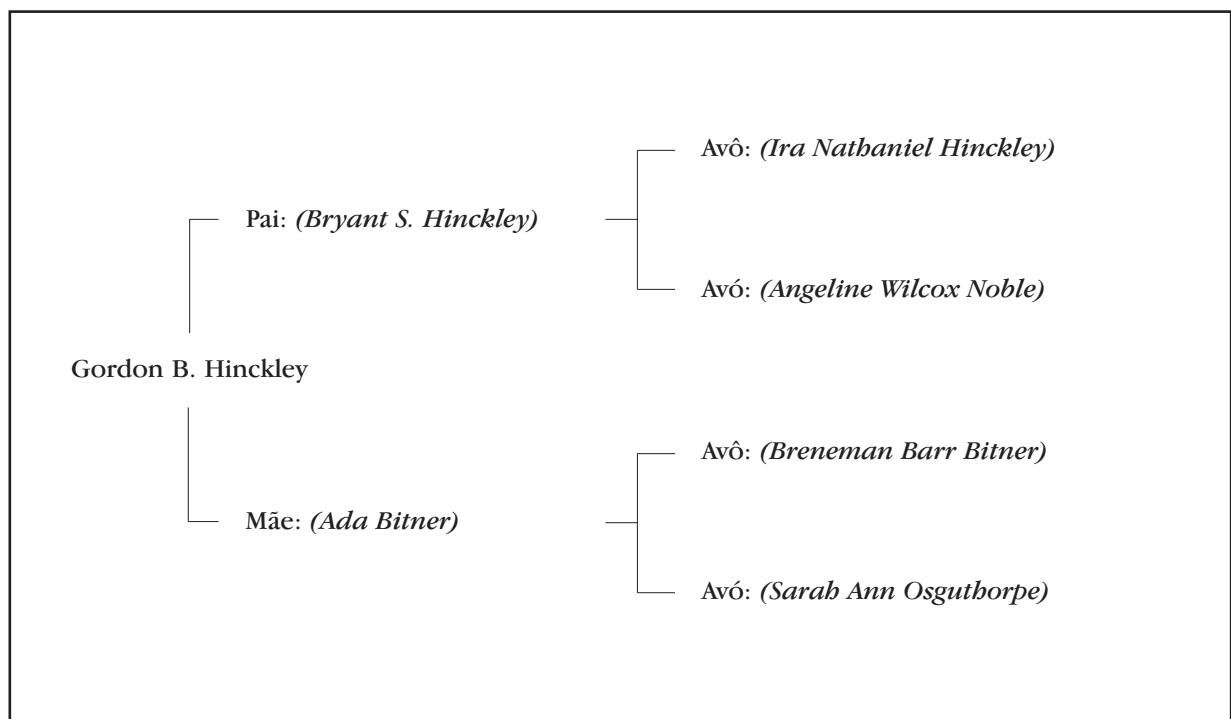 Avô: (Ira Nathaniel Hinckley)
Pai: (Bryant S. Hinckley)
Avó: (Angeline Wilcox Noble)
Gordon B. Hinckley
Avô: (Breneman Barr Bitner)
Mãe: (Ada Bitner)
Avó: (Sarah Ann Osguthorpe)